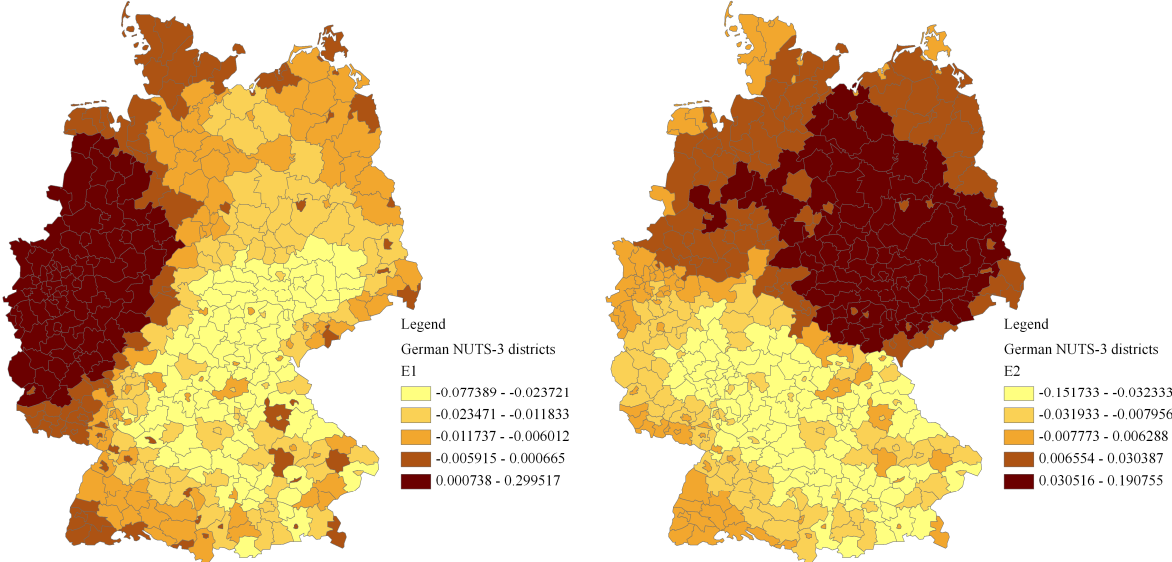 Legend
German NUTS-3 districts
E1
-0.077389 - -0.023721
-0.023471 - -0.011833
-0.011737 - -0.006012
-0.005915 - 0.000665
0.000738 - 0.299517
Legend
German NUTS-3 districts
E2
-0.151733 - -0.032333
-0.031933 - -0.007956
-0.007773 - 0.006288
0.006554 - 0.030387
0.030516 - 0.190755